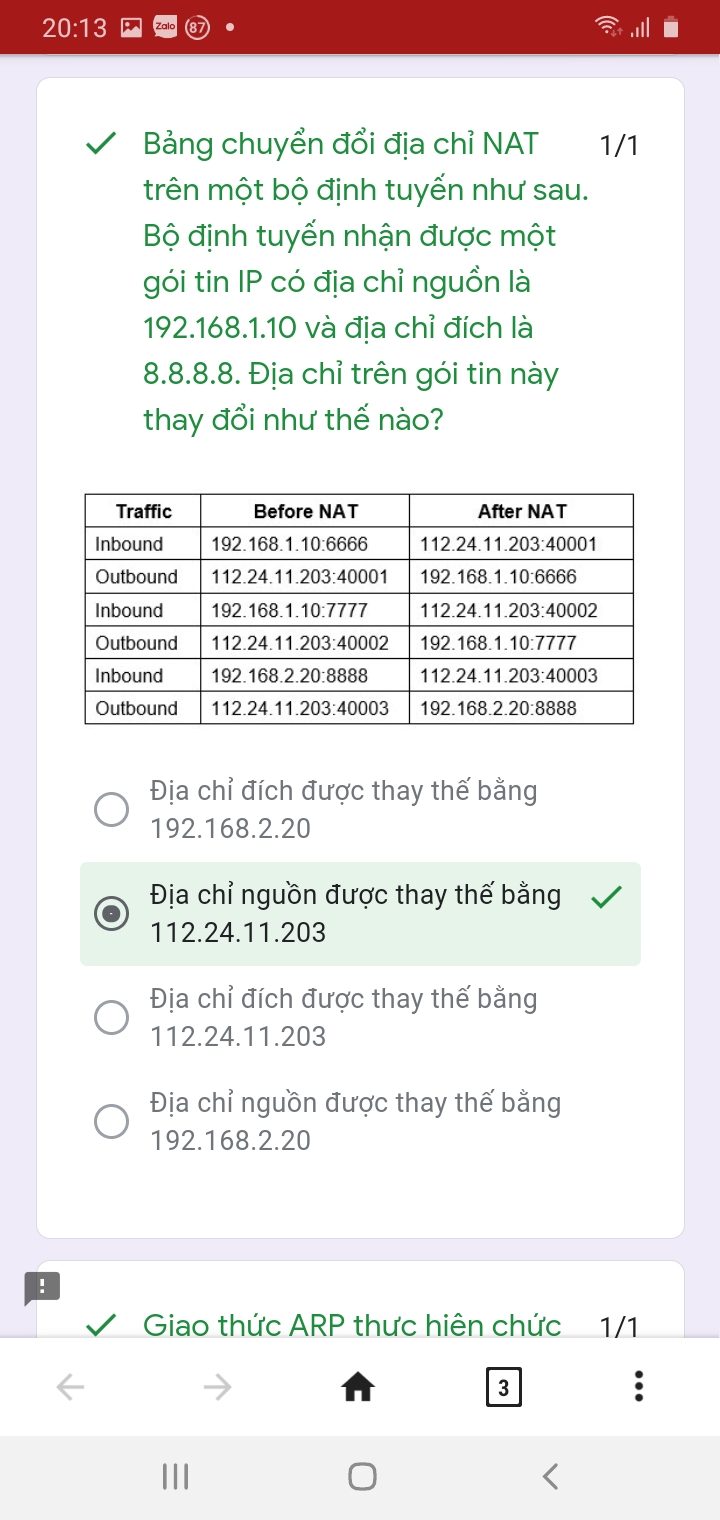 20:13 Zalo 87
Bảng chuyển đổi địa chỉ NAT 1/1
trên một bộ định tuyến như sau.
Bộ định tuyến nhận được một
gói tin IP có địa chỉ nguồn là
192.168.1.10 và địa chỉ đích là
8.8.8.8. Địa chỉ trên gói tin này
thay đổi như thế nào?
Traffic Before NAT After NAT
Inbound 192.168.1.10:6666 112.24.11.203:40001
Outbound 112.24.11.203:40001 192.168.1.10:6666
Inbound 192.168.1.10:7777 112.24.11.203:40002
Outbound 112.24.11.203:40002 192.168.1.10:7777
Inbound 192.168.2.20:8888 112.24.11.203:40003
Outbound 112.24.11.203:40003 192.168.2.20:8888
Địa chỉ đích được thay thế bằng
192.168.2.20
Địa chỉ nguồn được thay thế bằng
112.24.11.203
Địa chỉ đích được thay thế bằng
112.24.11.203
Địa chỉ nguồn được thay thế bằng
192.168.2.20
Giao thức ARP thực hiện chức 1/1
3